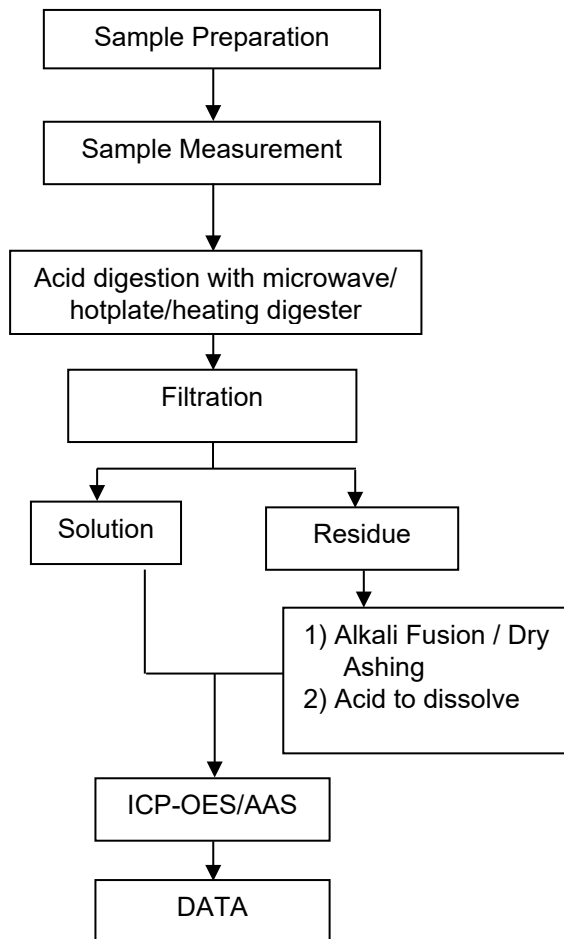 Sample Preparation
Sample Measurement
Acid digestion with microwave/
hotplate/heating digester
Filtration
Solution
Residue
1) Alkali Fusion / Dry
Ashing
2) Acid to dissolve
ICP-OES/AAS
DATA